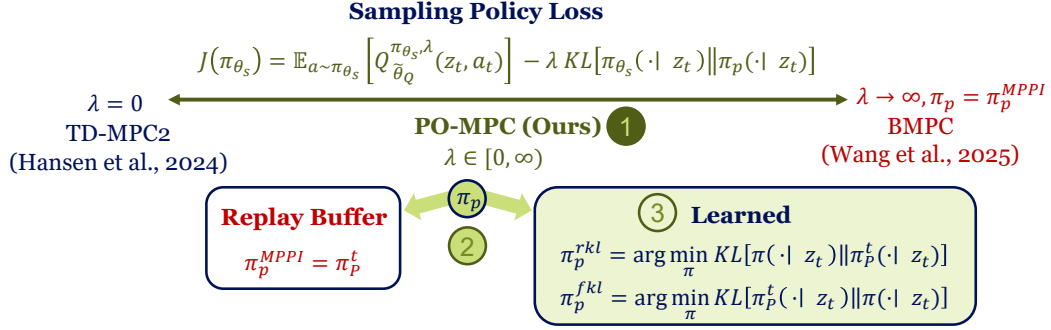 Sampling Policy Loss
J(π_{θ_s}) = 𝔼_{a~π_{θ_s}} [Q_{\tilde{θ}_Q}^{π_{θ_s},λ}(z_t, a_t)] − λ KL[π_{θ_s}(·| z_t)‖π_p(·| z_t)]
λ = 0
TD-MPC2
(Hansen et al., 2024)
PO-MPC (Ours) 1
λ ∈ [0, ∞)
λ → ∞, π_p = π_p^{MPPI}
BMPC
(Wang et al., 2025)
π_p
2
Replay Buffer
π_p^{MPPI} = π_P^t
3 Learned
π_p^{rkl} = arg min_π KL[π(·| z_t)‖π_P^t(·| z_t)]
π_p^{fkl} = arg min_π KL[π_P^t(·| z_t)‖π(·| z_t)]